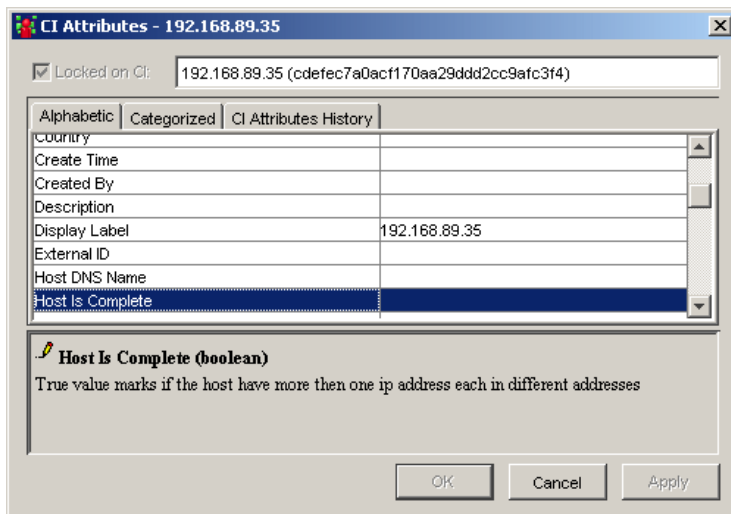 CI Attributes - 192.168.89.35
Locked on CI: 192.168.89.35 (cdefec7a0acf170aa29ddd2cc9afc3f4)
Alphabetic Categorized CI Attributes History
Country
Create Time
Created By
Description
Display Label 192.168.89.35
External ID
Host DNS Name
Host Is Complete
Host Is Complete (boolean)
True value marks if the host have more then one ip address each in different addresses
OK Cancel Apply